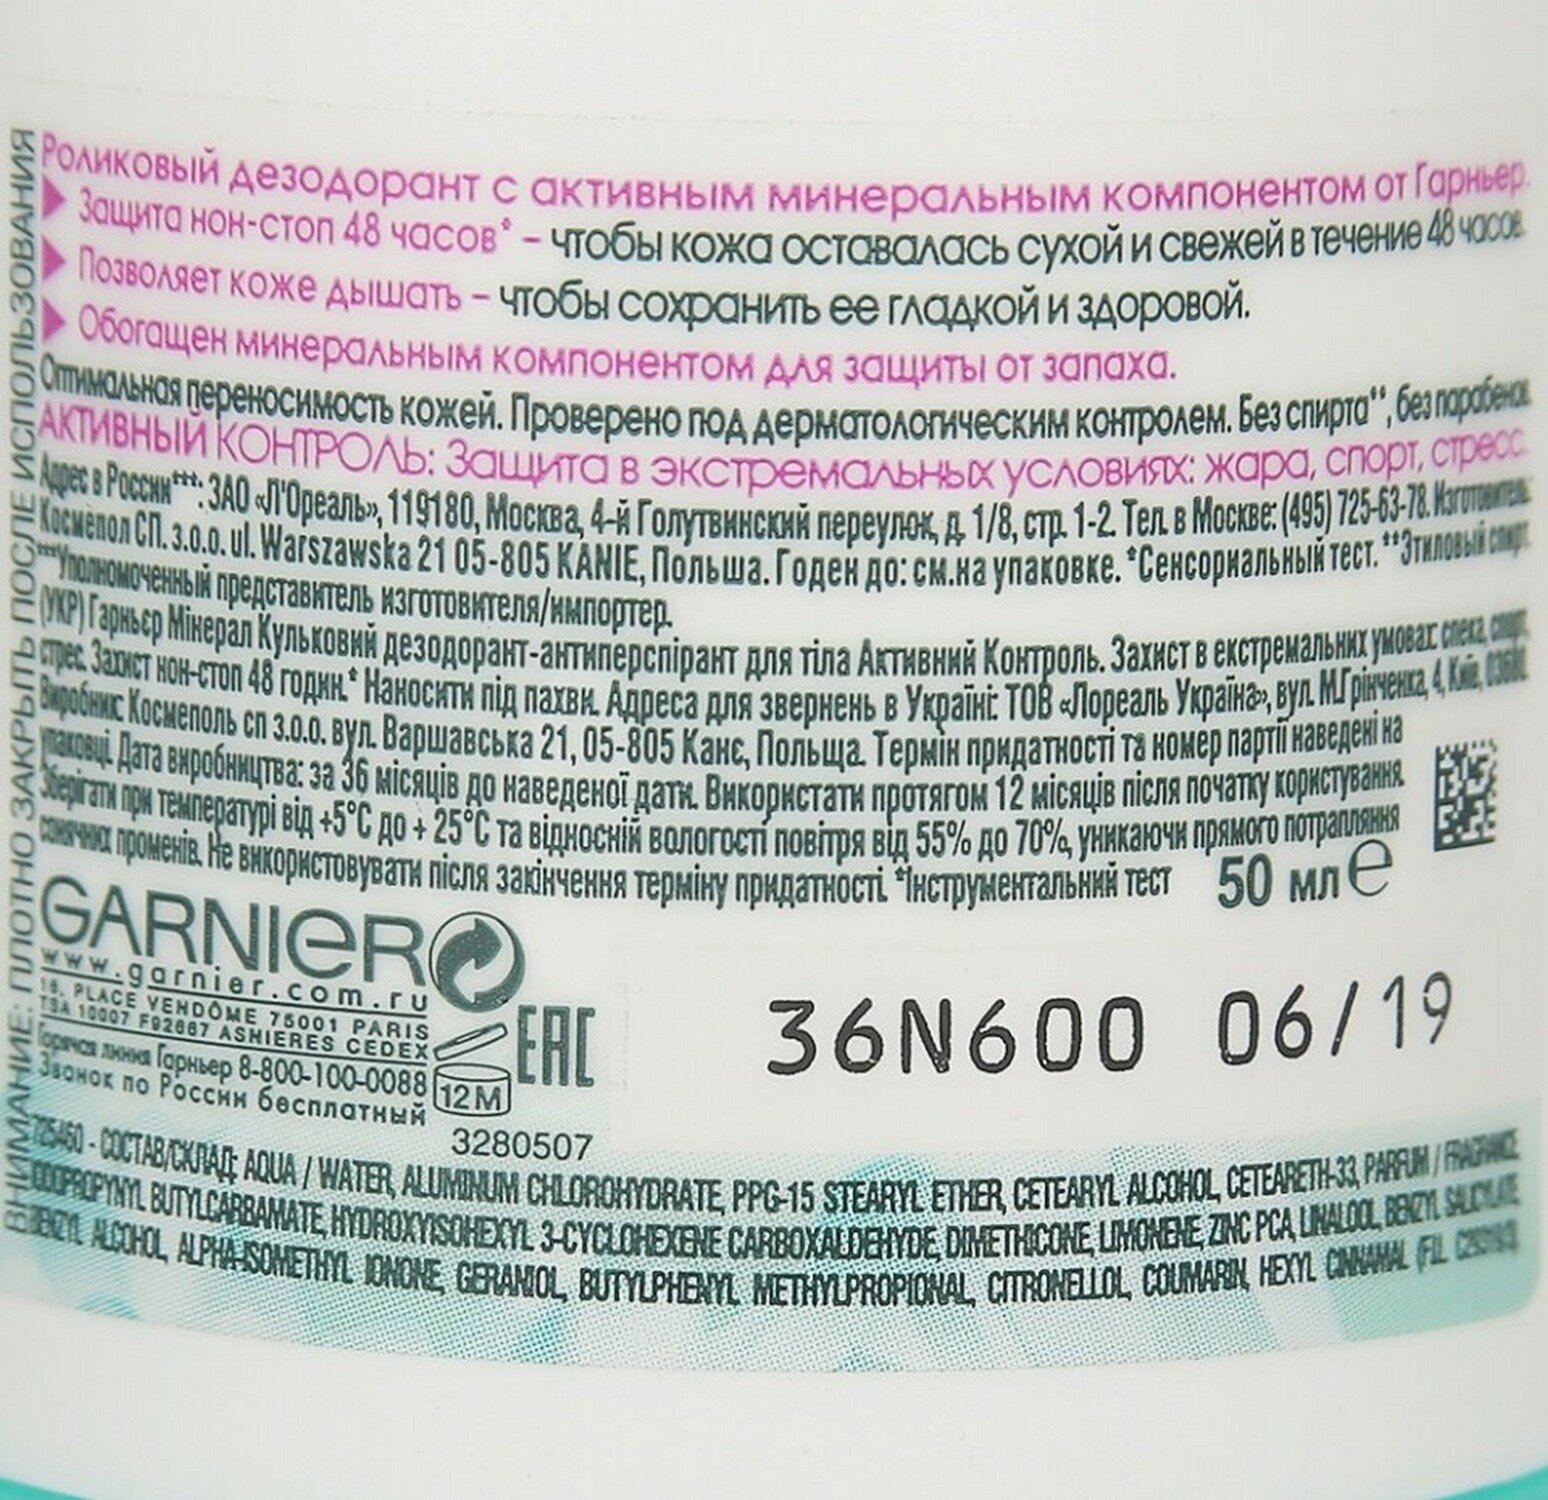 Роликовый дезодорант с активным минеральным компонентом от Гарньер.
Защита нон-стоп 48 часов* – чтобы кожа оставалась сухой и свежей в течение 48 часов.
Позволяет коже дышать – чтобы сохранить ее гладкой и здоровой.
Обогащен минеральным компонентом для защиты от запаха.
Оптимальная переносимость кожей. Проверено под дерматологическим контролем. Без спирта**, без парабенов.
АКТИВНЫЙ КОНТРОЛЬ: Защита в экстремальных условиях: жара, спорт, стресс.
Адрес в России***: ЗАО «Л'Ореаль», 119180, Москва, 4-й Голутвинский переулок, д. 1/8, стр. 1-2. Тел. в Москве: (495) 725-63-78. Изготовитель:
Космепол СП. з.о.о. ul. Warszawska 21 05-805 KANIE, Польша. Годен до: см.на упаковке. *Сенсориальный тест. **Этиловый спирт.
***Уполномоченный представитель изготовителя/импортер.
(УКР) Гарньєр Мінерал Кульковий дезодорант-антиперспірант для тіла Активний Контроль. Захист в екстремальних умовах: спека, спорт,
стрес. Захист нон-стоп 48 годин.* Наносити під пахви. Адреса для звернень в Україні: ТОВ «Лореаль Україна», вул. М.Грінченка, 4, Київ, 03680.
Виробник: Космеполь сп з.о.о. вул. Варшавська 21, 05-805 Канє, Польща. Термін придатності та номер партії наведені на
упаковці. Дата виробництва: за 36 місяців до наведеної дати. Використати протягом 12 місяців після початку користування.
Зберігати при температурі від +5°C до + 25°C та відносній вологості повітря від 55% до 70%, уникаючи прямого потрапляння
сонячних променів. Не використовувати після закінчення терміну придатності. *Інструментальний тест
50 мл e
GARNIER
www.garnier.com.ru
16, PLACE VENDÔME 75001 PARIS
TSA 10007 F92667 ASNIERES CEDEX
Горячая линия Гарньер 8-800-100-0088
Звонок по России бесплатный
12 M
EAC
3280507
36N600 06/19
725460 - СОСТАВ/СКЛАД: AQUA / WATER, ALUMINUM CHLOROHYDRATE, PPG-15 STEARYL ETHER, CETEARYL ALCOHOL, CETEARETH-33, PARFUM / FRAGRANCE
IODOPROPYNYL BUTYLCARBAMATE, HYDROXYISOHEXYL 3-CYCLOHEXENE CARBOXALDEHYDE, DIMETHICONE, LIMONENE, ZINC PCA, LINALOOL, BENZYL SALICYLATE
BENZYL ALCOHOL, ALPHA-ISOMETHYL IONONE, GERANIOL, BUTYLPHENYL METHYLPROPIONAL, CITRONELLOL, COUMARIN, HEXYL CINNAMAL (F.I.L.
ВНИМАНИЕ: ПЛОТНО ЗАКРЫТЬ ПОСЛЕ ИСПОЛЬЗОВАНИЯ